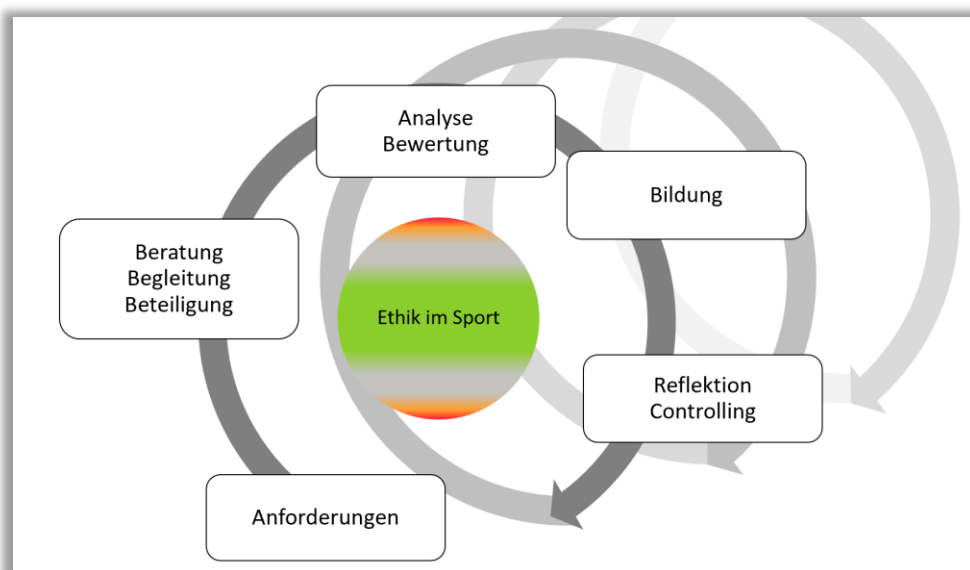 Analyse
Bewertung
Bildung
Beratung
Begleitung
Beteiligung
Ethik im Sport
Reflektion
Controlling
Anforderungen